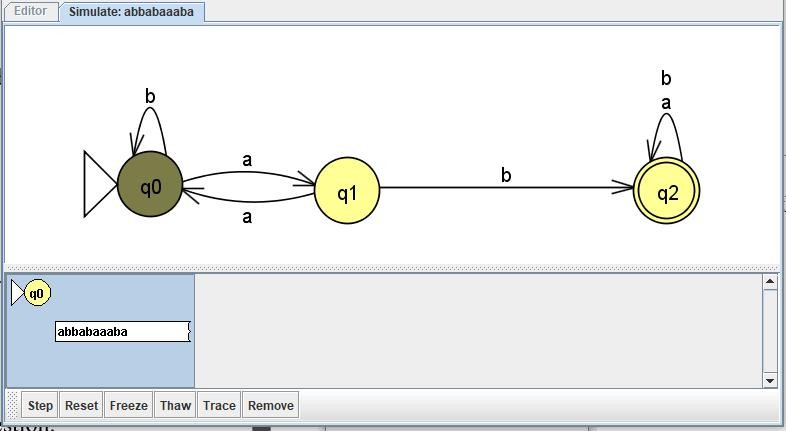 Editor
Simulate: abbabaaaba
b
a
b
b
a
q0
q1
q2
a
b
q0
abbabaaaba
Step
Reset
Freeze
Thaw
Trace
Remove